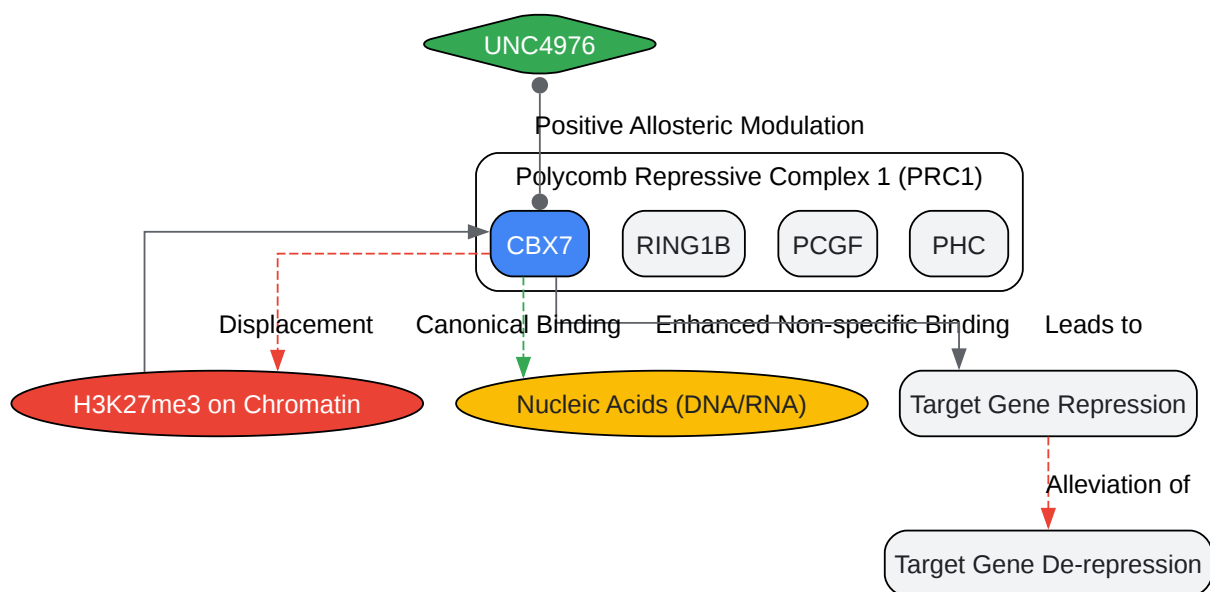 UNC4976
Positive Allosteric Modulation
Polycomb Repressive Complex 1 (PRC1)
CBX7
RING1B
PCGF
PHC
Displacement
Canonical Binding
Enhanced Non-specific Binding
Leads to
H3K27me3 on Chromatin
Nucleic Acids (DNA/RNA)
Target Gene Repression
Alleviation of
Target Gene De-repression